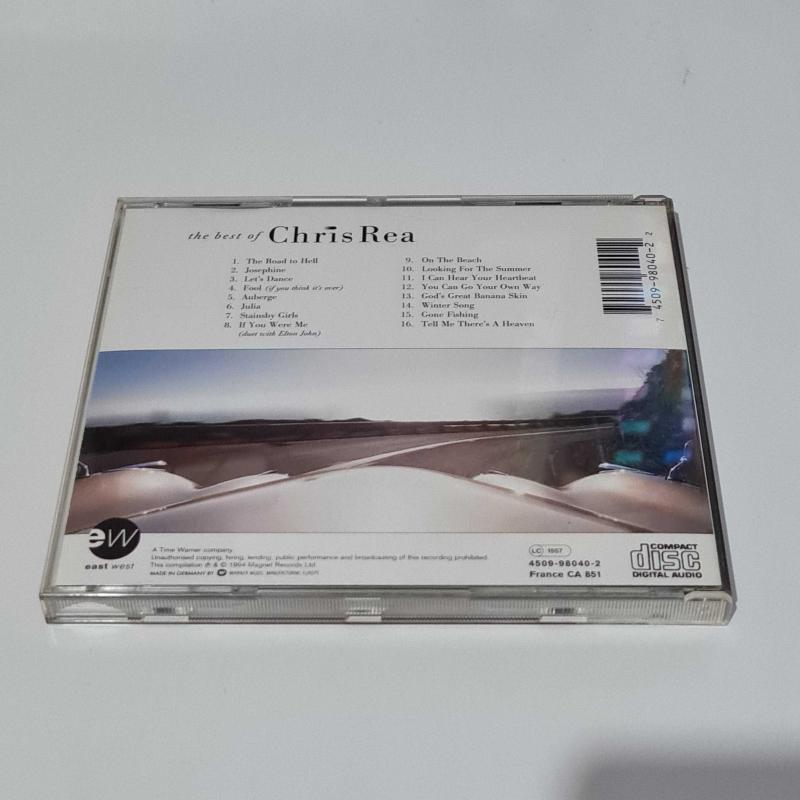 the best of Chris Rea
1. The Road to Hell
2. Josephine
3. Let's Dance
4. Fool (if you think it's over)
5. Auberge
6. Julia
7. Stainsby Girls
8. If You Were Me
(duet with Elton John)
9. On The Beach
10. Looking For The Summer
11. I Can Hear Your Heartbeat
12. You Can Go Your Own Way
13. God's Great Banana Skin
14. Winter Song
15. Gone Fishing
16. Tell Me There's A Heaven
7 4509-98040-2 2
ew
east west
A Time Warner company.
Unauthorised copying, hiring, lending, public performance and broadcasting of this recording prohibited.
This compilation ℗ & © 1994 Magnet Records Ltd.
MADE IN GERMANY BY WARNER MUSIC MANUFACTURING EUROPE
LC 1557
4509-98040-2
France CA 851
COMPACT
disc
DIGITAL AUDIO